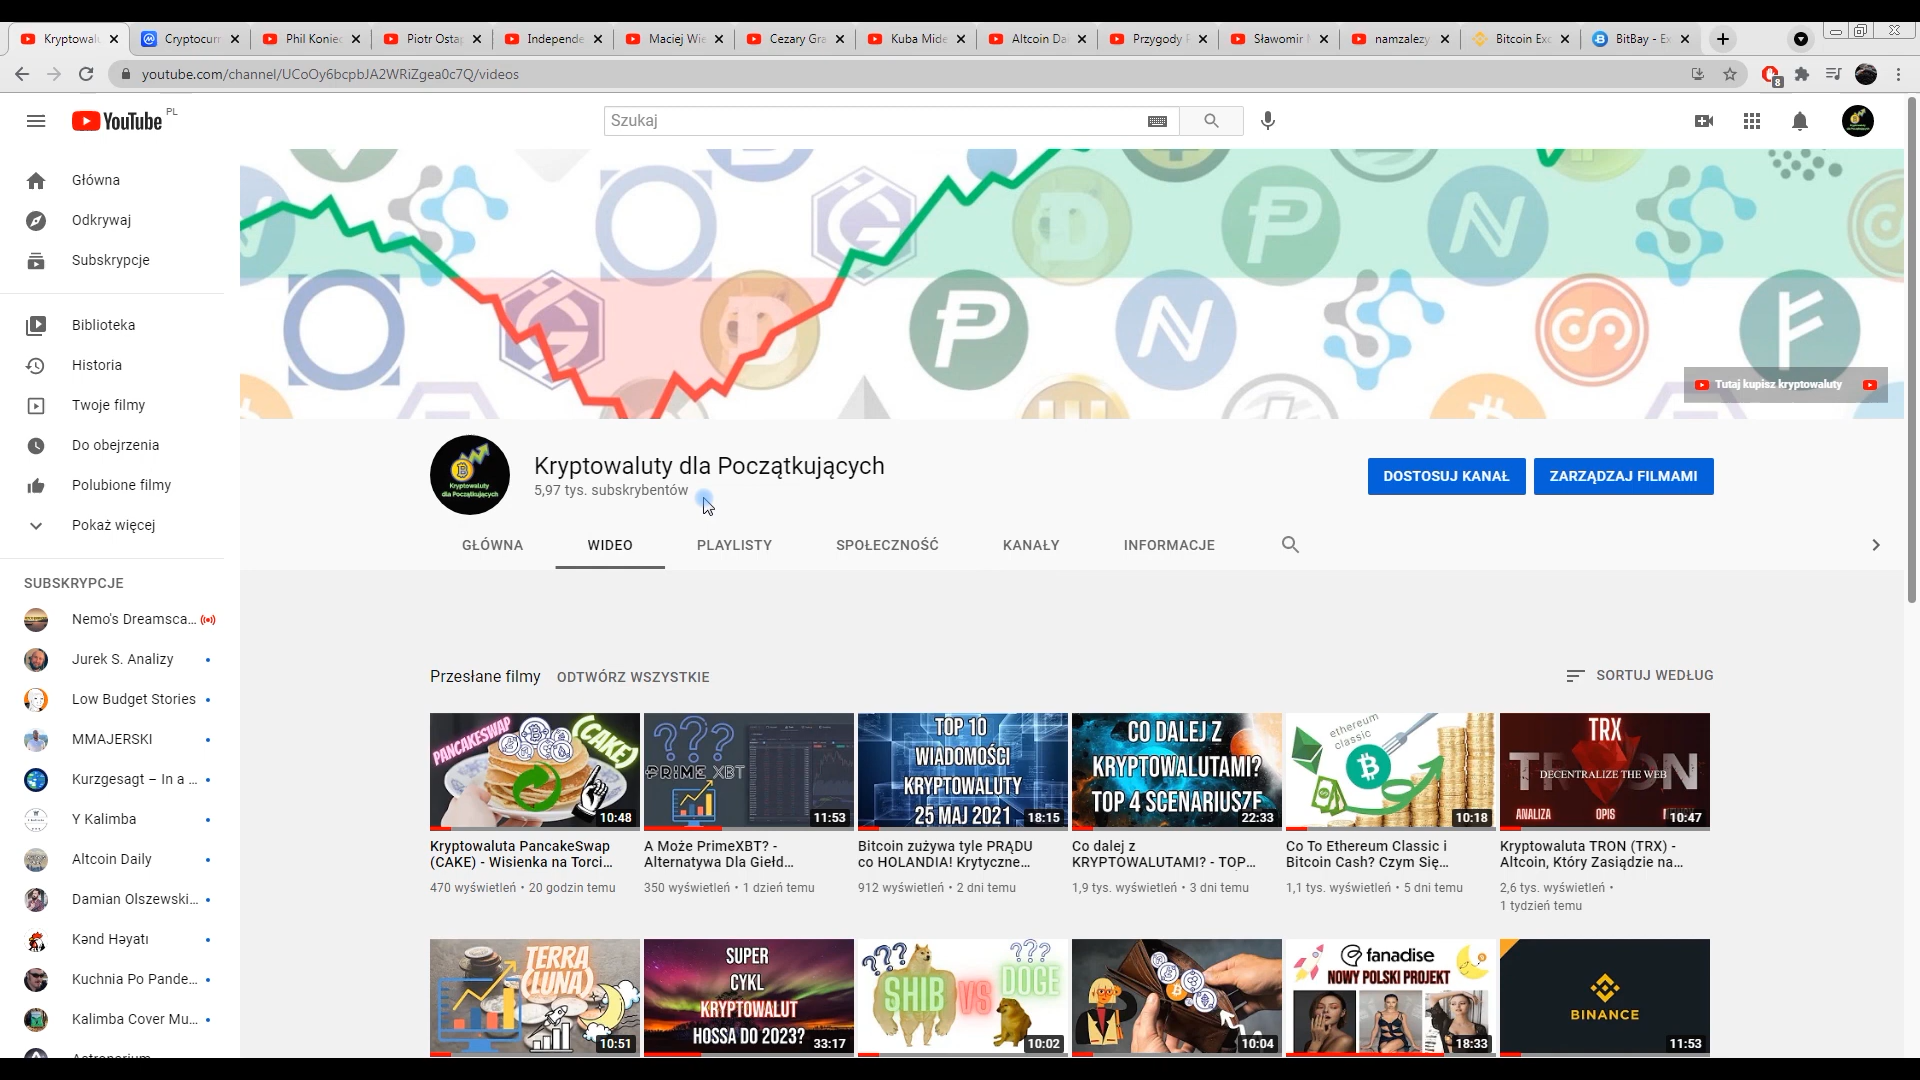 Kryptowalu
Cryptocurr
Phil Koniec
Piotr Osta
Independe
Maciej Wie
Cezary Gra
Kuba Mide
Altcoin Da
Przygody
Sławomir
namzalezy
Bitcoin Exc
BitBay - Ex
youtube.com/channel/UCoOy6bcpbJA2WRiZgea0c7Q/videos
8
YouTube PL
Szukaj
Główna
Odkrywaj
Subskrypcje
Biblioteka
Historia
Twoje filmy
Do obejrzenia
Polubione filmy
Pokaż więcej
SUBSKRYPCJE
Nemo's Dreamsca...
Jurek S. Analizy
Low Budget Stories
MMAJERSKI
Kurzgesagt – In a ...
Y Kalimba
Altcoin Daily
Damian Olszewski...
Kənd Həyatı
Kuchnia Po Pande...
Kalimba Cover Mu...
Tutaj kupisz kryptowaluty
Kryptowaluty
dla Początkujących
Kryptowaluty dla Początkujących
5,97 tys. subskrybentów
DOSTOSUJ KANAŁ
ZARZĄDZAJ FILMAMI
GŁÓWNA
WIDEO
PLAYLISTY
SPOŁECZNOŚĆ
KANAŁY
INFORMACJE
Przesłane filmy
ODTWÓRZ WSZYSTKIE
SORTUJ WEDŁUG
PANCAKESWAP
(CAKE)
10:48
Kryptowaluta PancakeSwap
(CAKE) - Wisienka na Torci...
470 wyświetleń • 20 godzin temu
???
PRIME XBT
11:53
A Może PrimeXBT? -
Alternatywa Dla Giełd...
350 wyświetleń • 1 dzień temu
TOP 10
WIADOMOŚCI
KRYPTOWALUTY
25 MAJ 2021
18:15
Bitcoin zużywa tyle PRĄDU
co HOLANDIA! Krytyczne...
912 wyświetleń • 2 dni temu
CO DALEJ Z
KRYPTOWALUTAMI?
TOP 4 SCENARIUSZE
22:33
Co dalej z
KRYPTOWALUTAMI? - TOP...
1,9 tys. wyświetleń • 3 dni temu
ethereum
classic
10:18
Co To Ethereum Classic i
Bitcoin Cash? Czym Się...
1,1 tys. wyświetleń • 5 dni temu
TRX
TRON
DECENTRALIZE THE WEB
ANALIZA
OPIS
10:47
Kryptowaluta TRON (TRX) -
Altcoin, Który Zasiądzie na...
2,6 tys. wyświetleń •
1 tydzień temu
TERRA
(LUNA)
10:51
SUPER
CYKL
KRYPTOWALUT
HOSSA DO 2023?
33:17
???
SHIB VS DOGE
???
10:02
10:04
fanadise
NOWY POLSKI PROJEKT
18:33
BINANCE
11:53